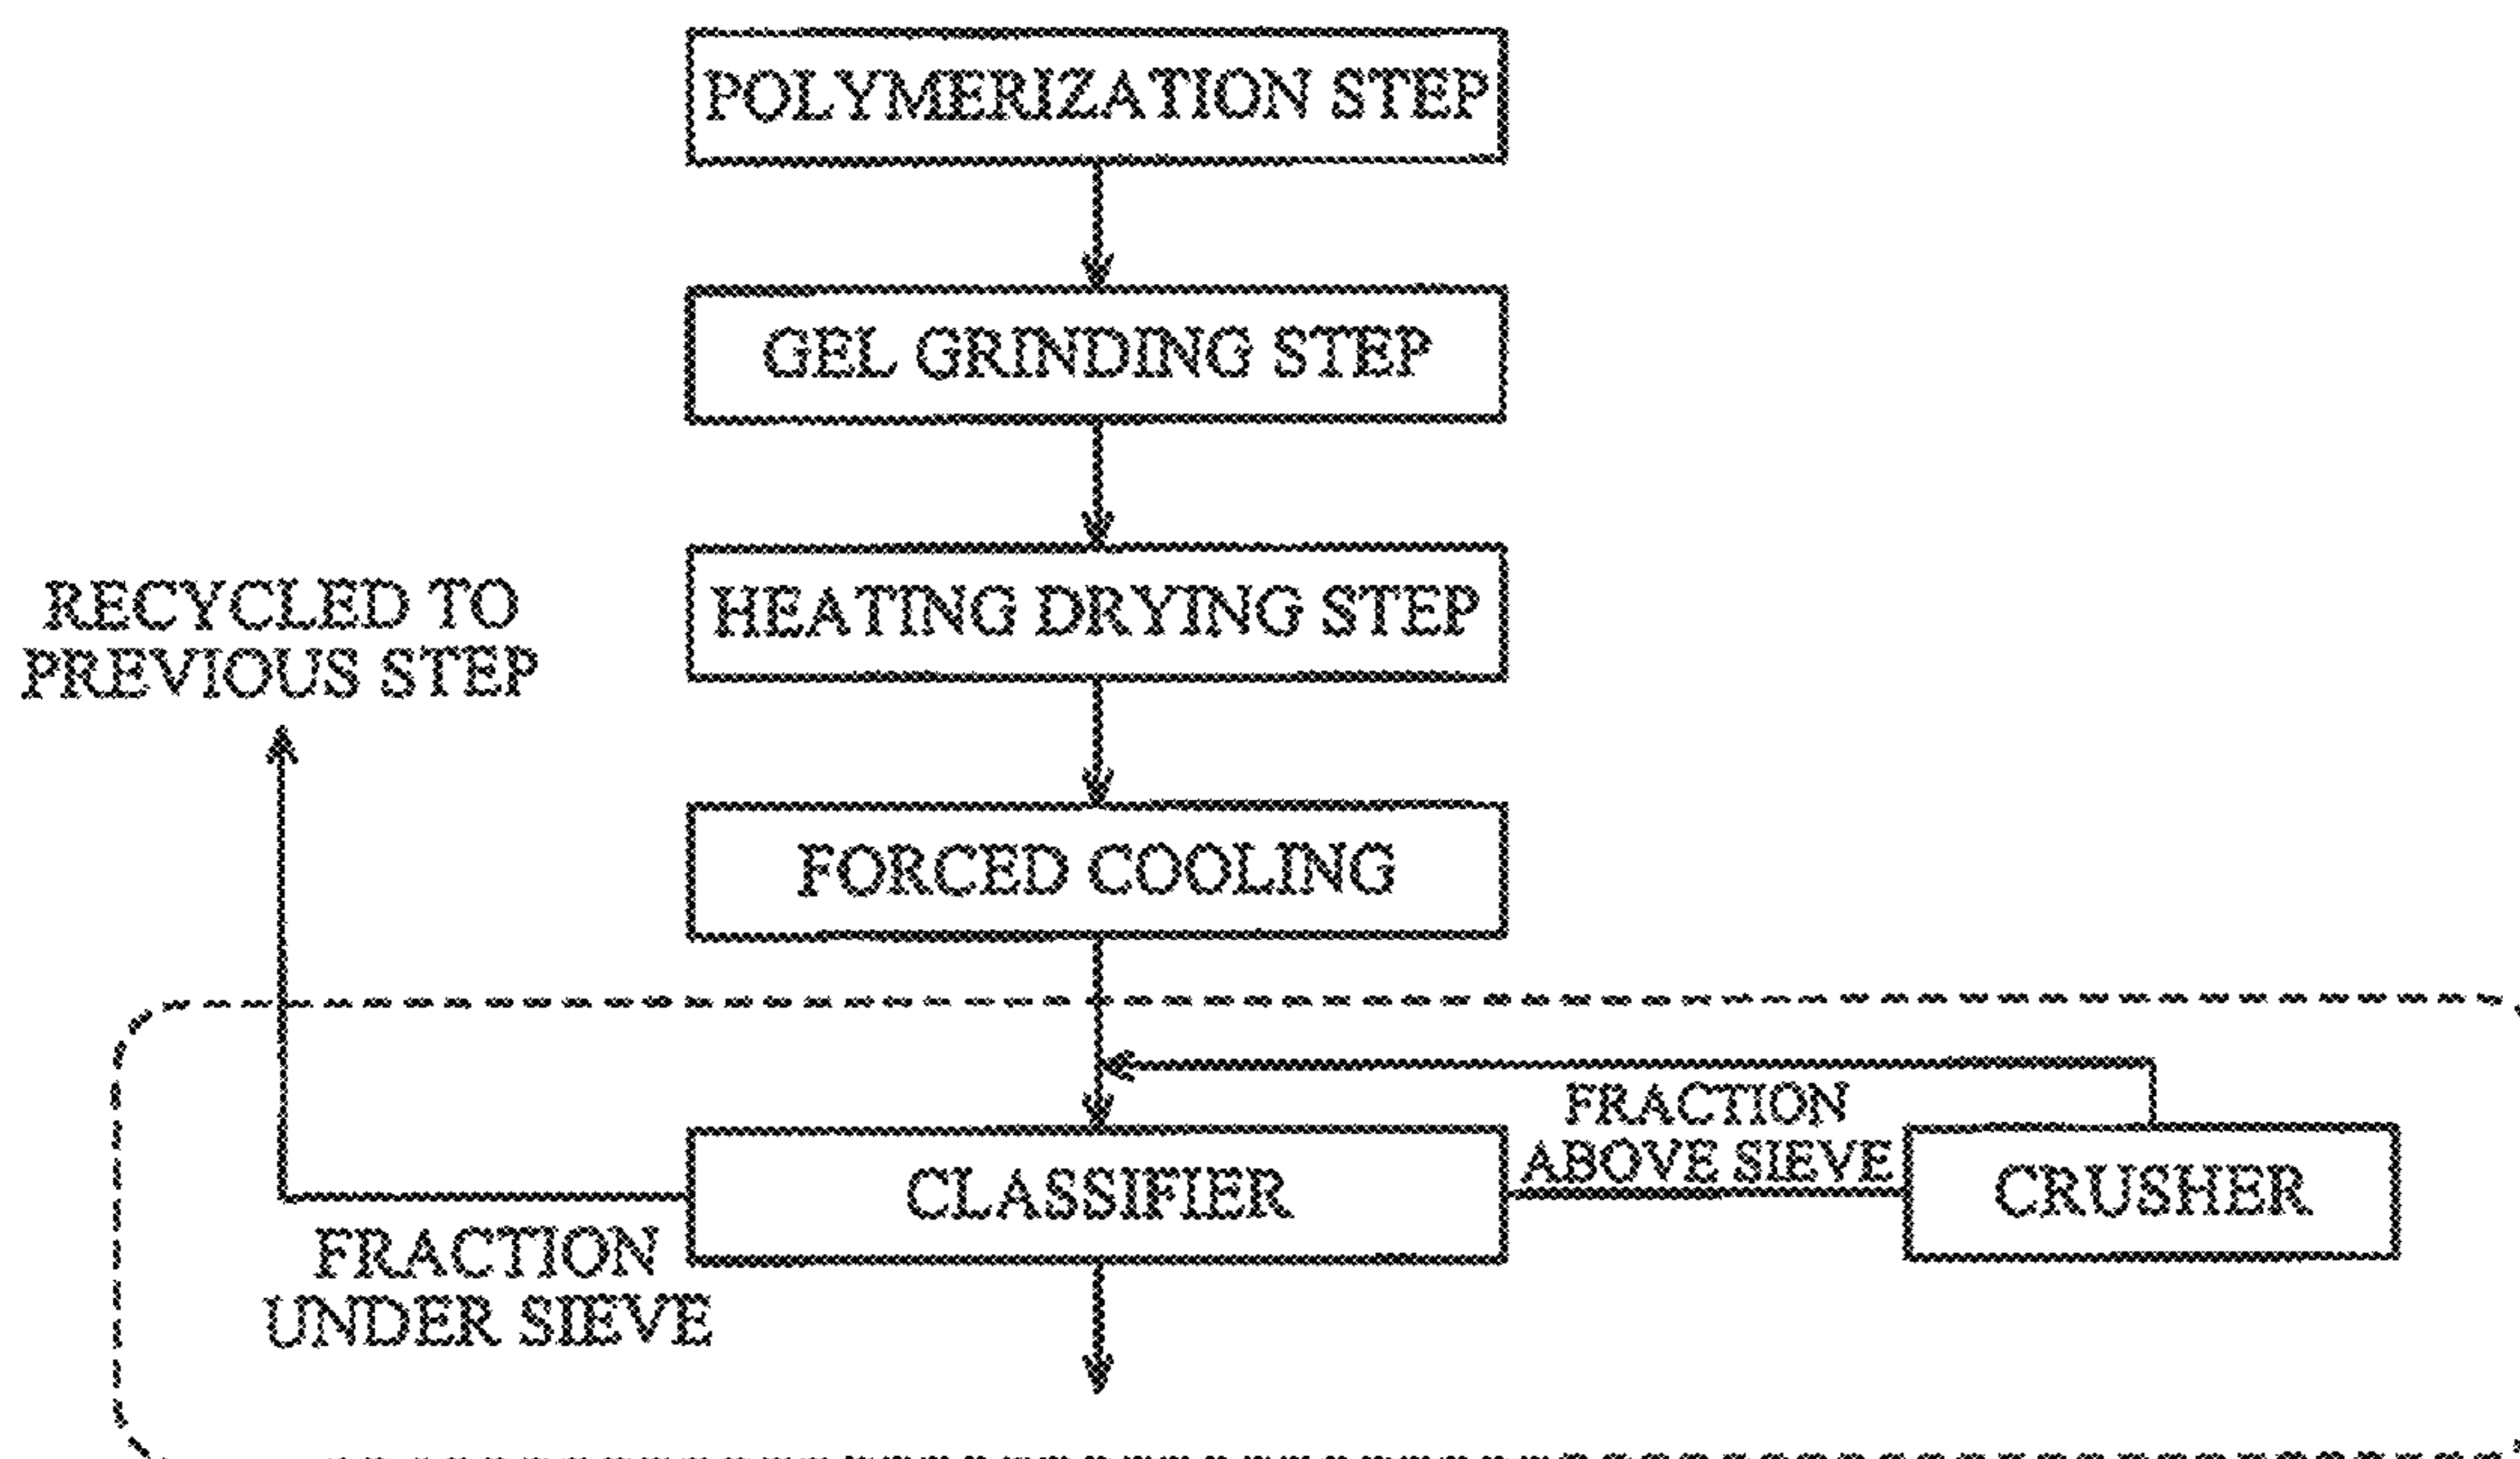 POLYMERIZATION STEP
GEL GRINDING STEP
HEATING DRYING STEP
RECYCLED TO
PREVIOUS STEP
FORCED COOLING
FRACTION
ABOVE SIEVE
CLASSIFIER
CRUSHER
FRACTION
UNDER SIEVE